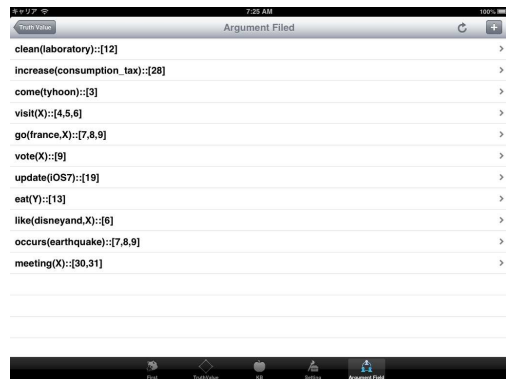 キャリア 7:25 AM 100%
Truth Value Argument Filed +
clean(laboratory)::[12]
increase(consumption_tax)::[28]
come(tyhoon)::[3]
visit(X)::[4,5,6]
go(france,X)::[7,8,9]
vote(X)::[9]
update(iOS7)::[19]
eat(Y)::[13]
like(disneyand,X)::[6]
occurs(earthquake)::[7,8,9]
meeting(X)::[30,31]
First TruthValue KB Setting Argument Field